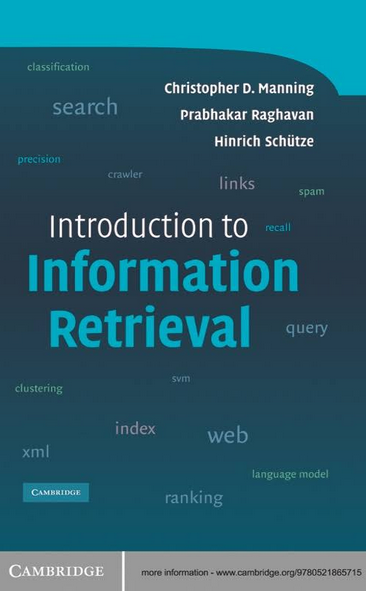 classification
Christopher D. Manning
search
Prabhakar Raghavan
Hinrich Schütze
precision
crawler
links
spam
Introduction to
recall
Information
Retrieval
query
svm
clustering
index
web
xml
language model
CAMBRIDGE
ranking
CAMBRIDGE
more information - www.cambridge.org/9780521865715